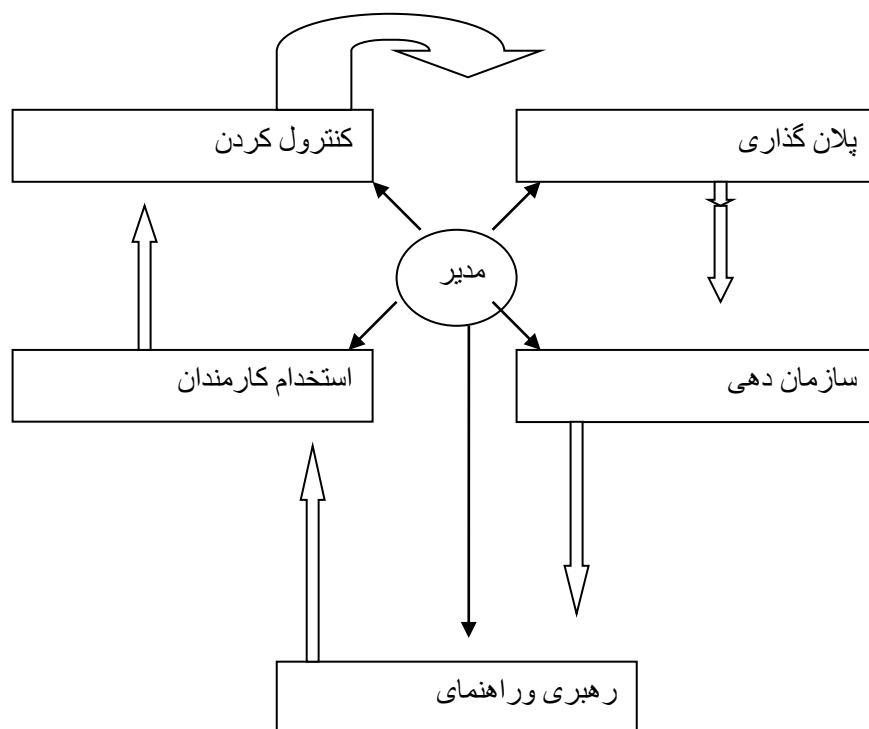 پلان گذاری
کنترول کردن
مدیر
سازمان دهی
استخدام کارمندان
رهبری وراهنمای